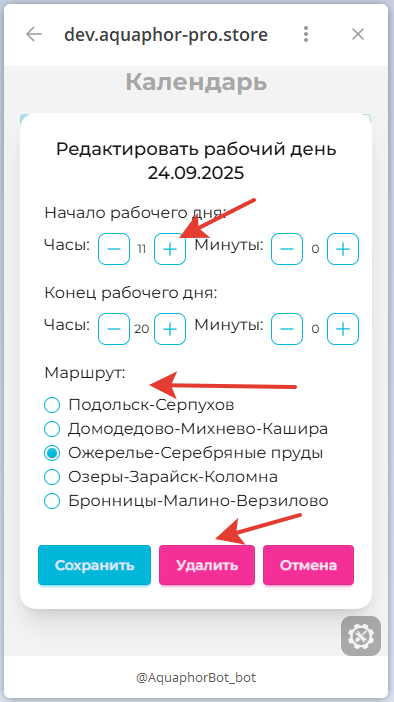 dev.aquaphor-pro.store
Календарь
Редактировать рабочий день
24.09.2025
Начало рабочего дня:
Часы: 11 Минуты: 0
Конец рабочего дня:
Часы: 20 Минуты: 0
Маршрут:
Подольск-Серпухов
Домодедово-Михнево-Кашира
Ожерелье-Серебряные пруды
Озеры-Зарайск-Коломна
Бронницы-Малино-Верзилово
Сохранить Удалить Отмена
@AquaphorBot_bot